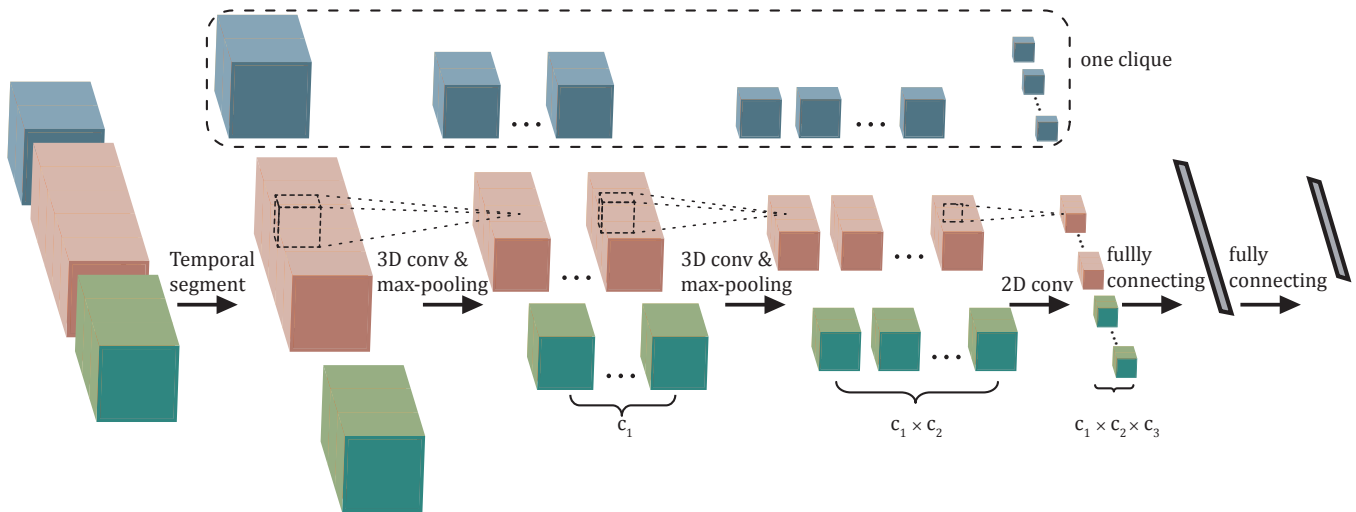 one clique
Temporal
segment
3D conv &
max-pooling
3D conv &
max-pooling
2D conv
fullly
connecting
fully
connecting
c₁
c₁ × c₂
c₁ × c₂ × c₃